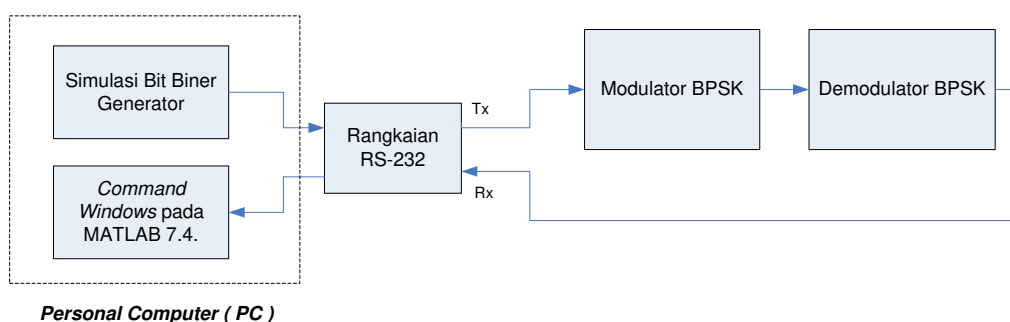 Simulasi Bit Biner
Generator
Command
Windows pada
MATLAB 7.4.
Rangkaian
RS-232
Tx
Rx
Modulator BPSK
Demodulator BPSK
Personal Computer ( PC )